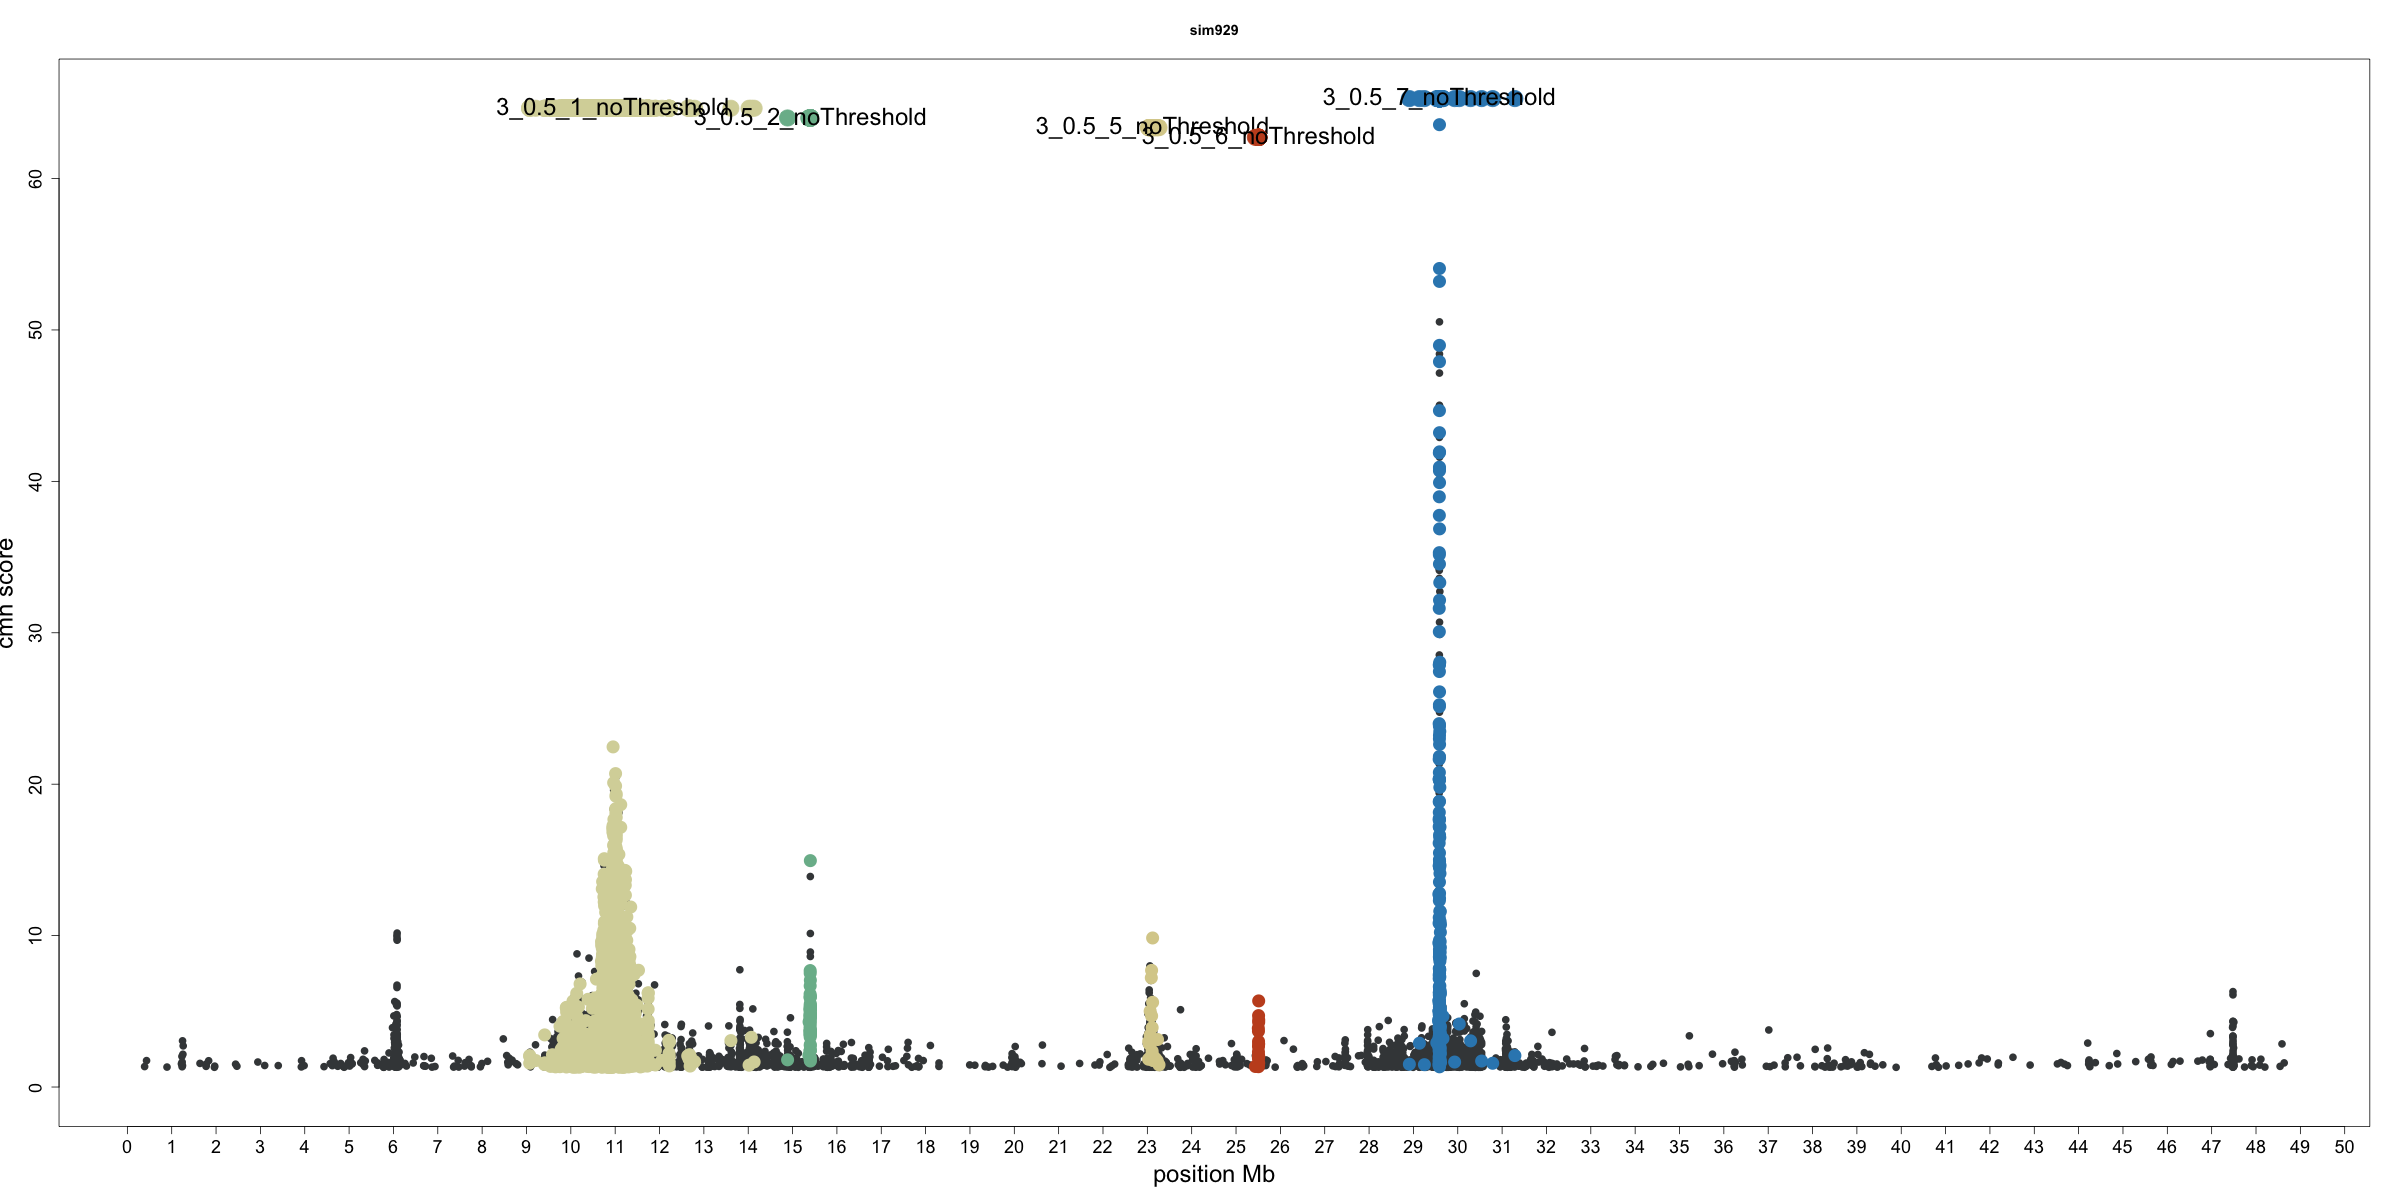 sim929
3_0.5_7_noThreshold
3_0.5_1_noThreshold
3_0.5_2_noThreshold
3_0.5_5_noThreshold
3_0.5_6_noThreshold
60
50
40
30
20
10
0
cmn score
0 1 2 3 4 5 6 7 8 9 10 11 12 13 14 15 16 17 18 19 20 21 22 23 24 25 26 27 28 29 30 31 32 33 34 35 36 37 38 39 40 41 42 43 44 45 46 47 48 49 50
position Mb